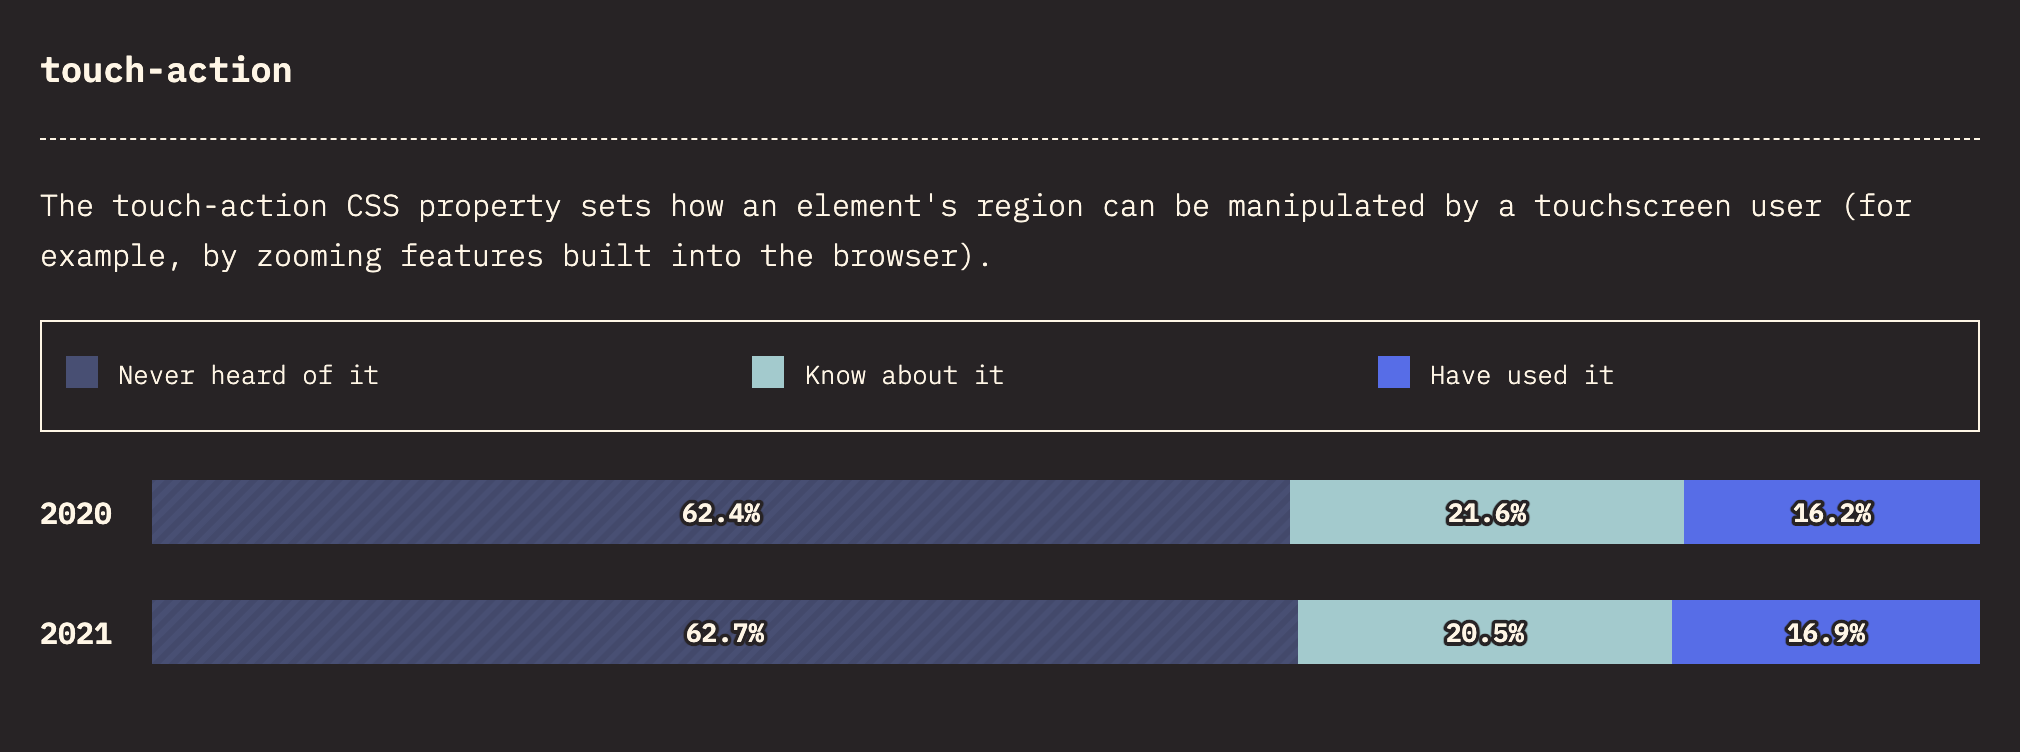 touch-action
The touch-action CSS property sets how an element's region can be manipulated by a touchscreen user (for
example, by zooming features built into the browser).
Never heard of it Know about it Have used it
2020 62.4% 21.6% 16.2%
2021 62.7% 20.5% 16.9%